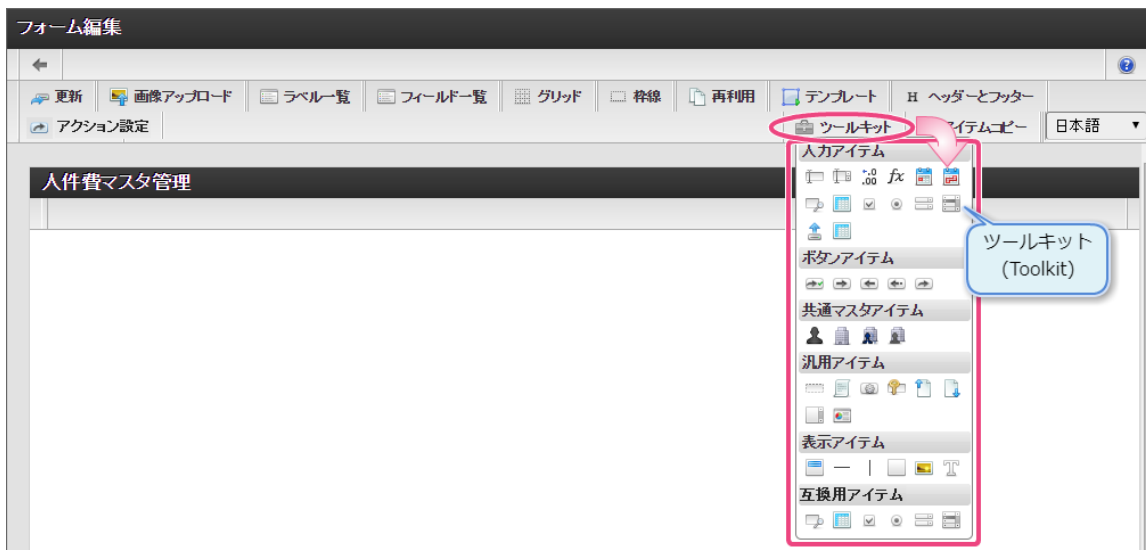 フォーム編集
更新 画像アップロード ラベル一覧 フィールド一覧 グリッド 枠線 再利用 テンプレート H ヘッダーとフッター
アクション設定 ツールキット アイテムコピー 日本語
入力アイテム
人件費マスタ管理
ボタンアイテム
ツールキット
(Toolkit)
共通マスタアイテム
汎用アイテム
表示アイテム
互換用アイテム